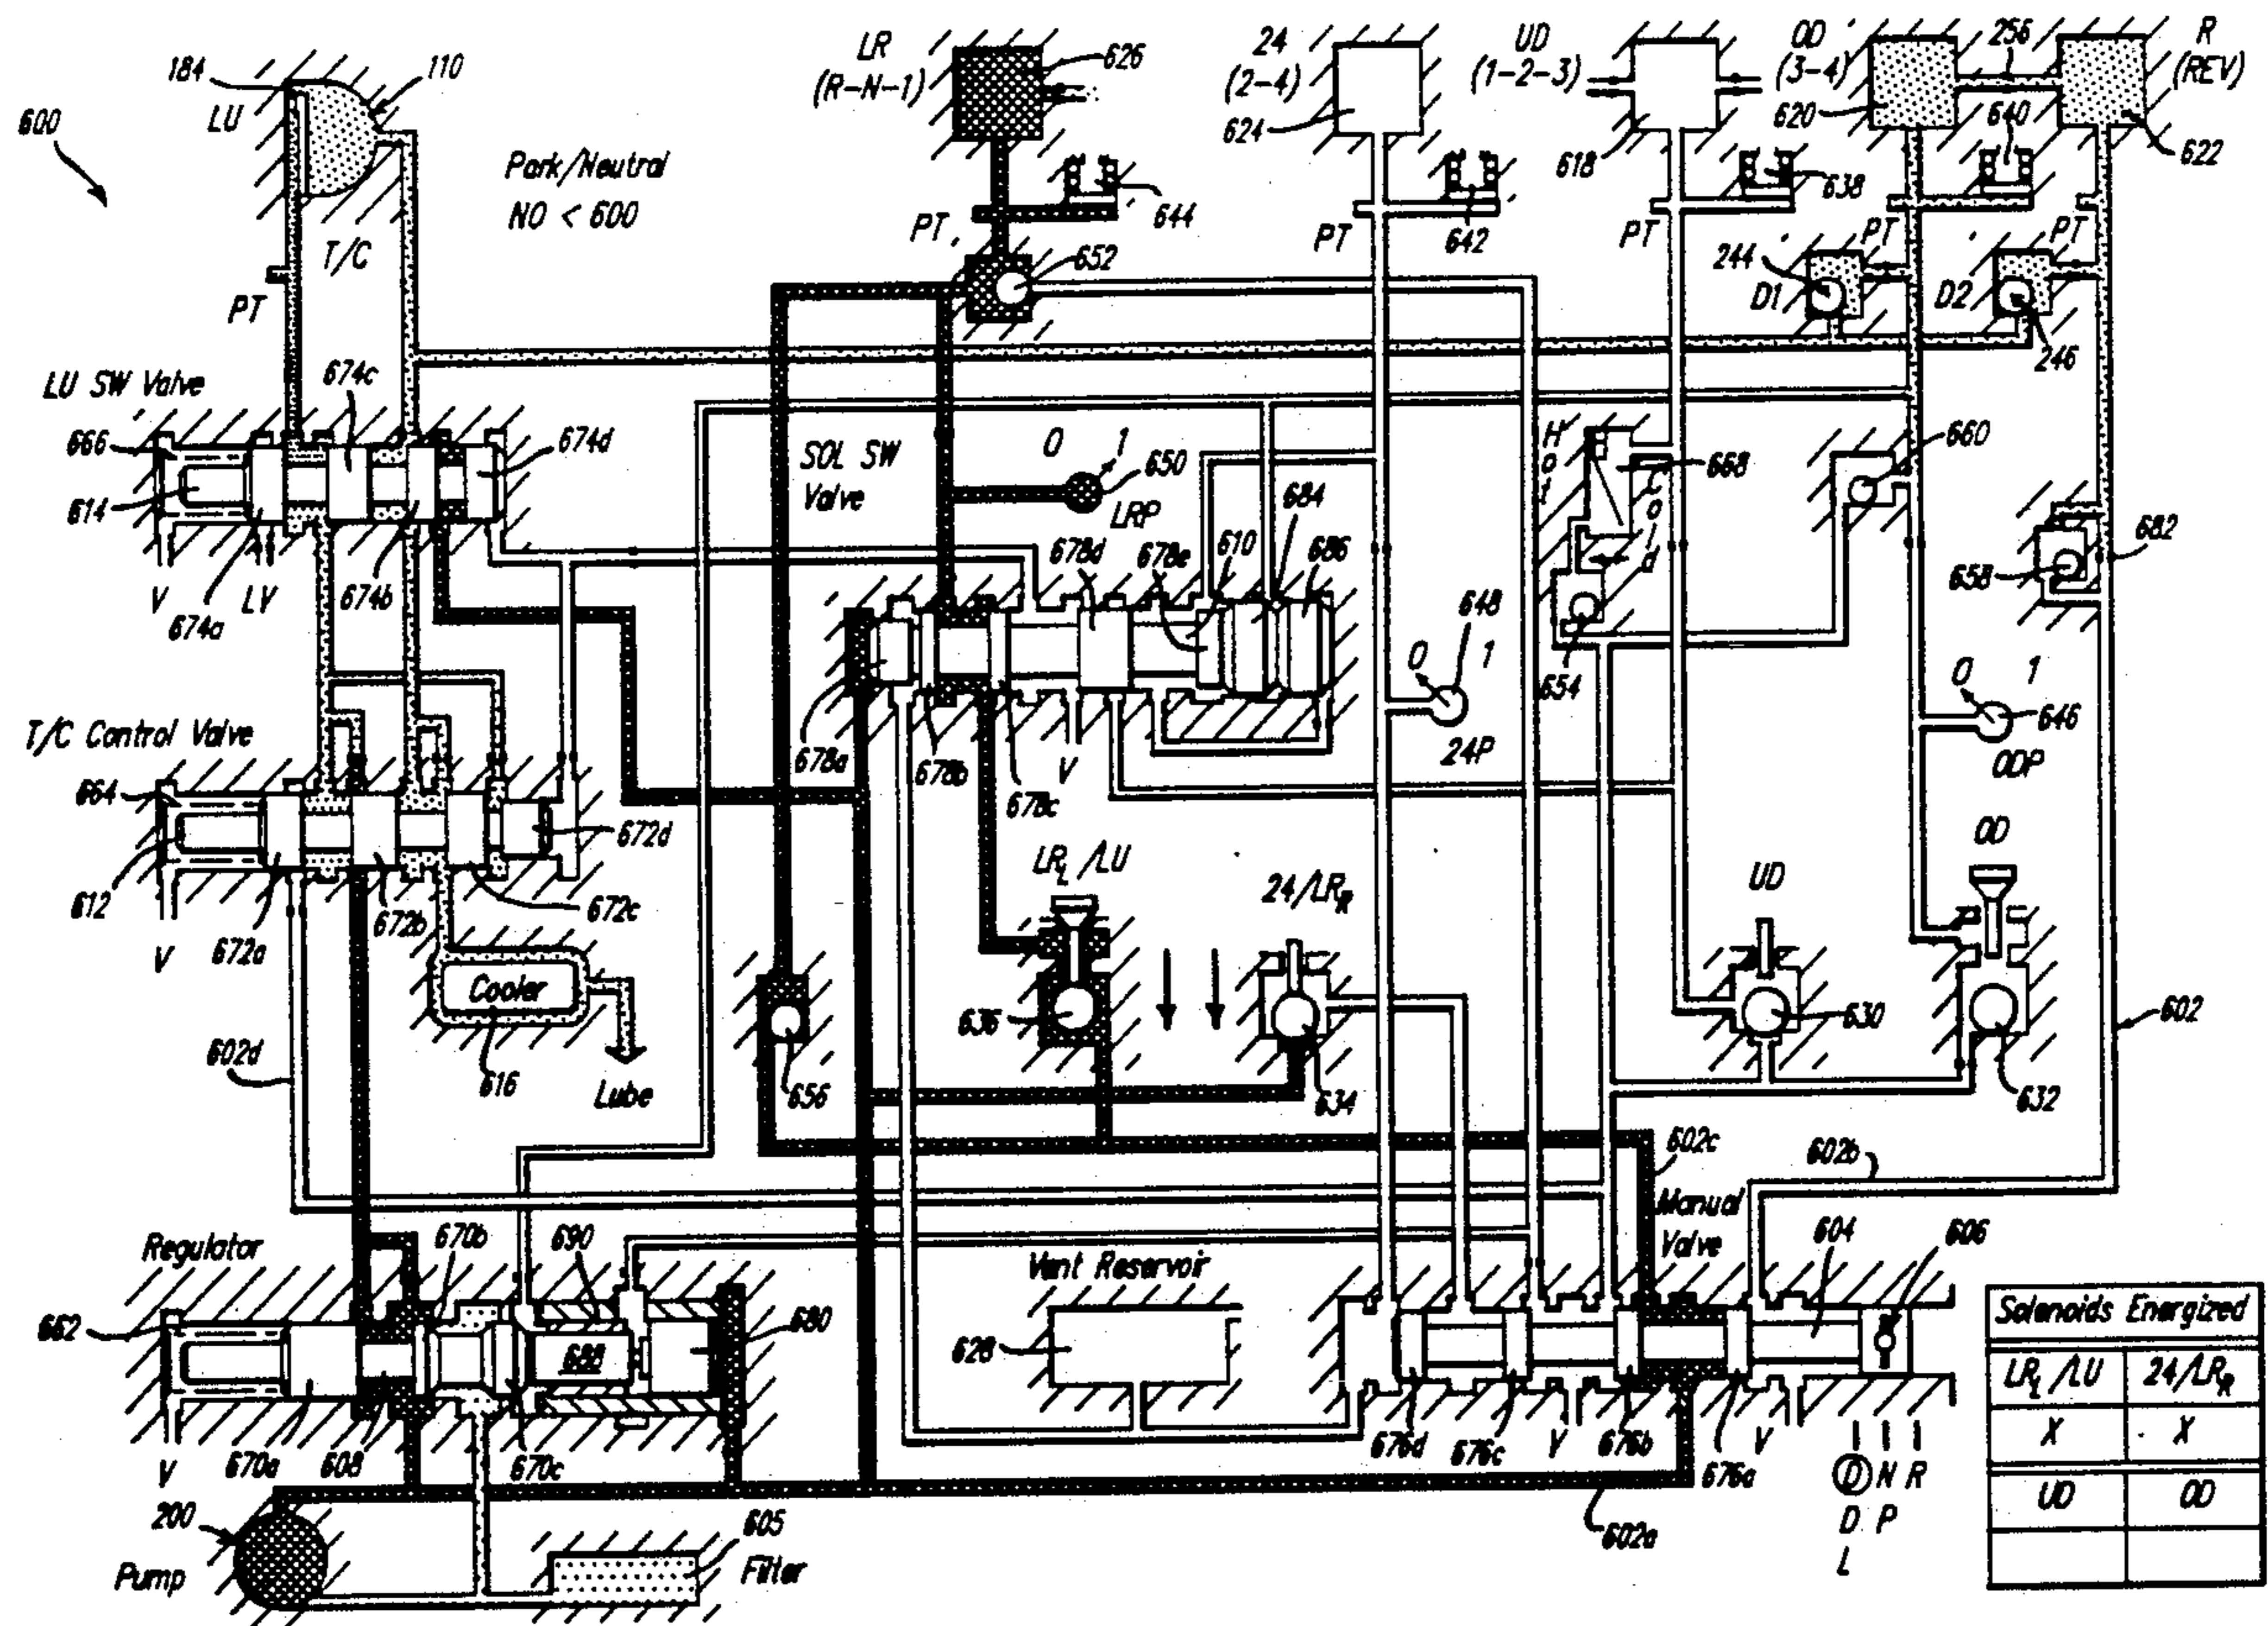 184
LU
110
600
Park/Neutral
NO < 600
T/C
PT
LR
(R-N-1)
626
PT
644
652
24
(2-4)
624
PT
642
UD
(1-2-3)
618
PT
638
OD
(3-4)
620
256
R
(REV)
622
640
PT
PT
244
D1
D2
246
LU SW Valve
674c
666
614
674d
V
674a
LV
674b
SOL SW
Valve
0
1
650
LRP
678d
678e
610
684
686
678a
678b
V
678c
Hot
Cold
668
654
660
682
658
648
0
1
24P
0
1
646
ODP
T/C Control Valve
664
612
V
672a
672b
672c
672d
Cooler
616
Lube
602d
LRL/LU
636
656
24/LRR
634
UD
630
OD
632
602
602c
602b
Manual
Valve
604
606
Regulator
670b
690
662
688
680
V
670a
608
670c
Vent Reservoir
628
676d
676c
V
676b
676a
V
D N R
D P
L
602a
200
Pump
605
Filter
Solenoids Energized
LRL/LU 24/LRR
X X
UD OD